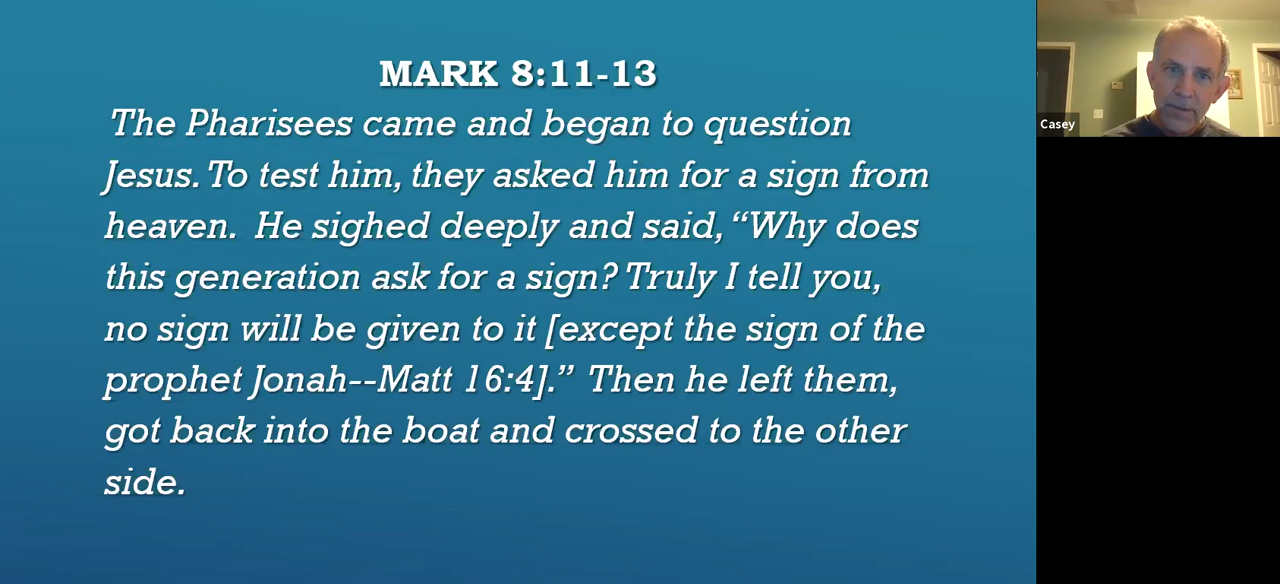 MARK 8:11-13
The Pharisees came and began to question
Jesus. To test him, they asked him for a sign from
heaven.  He sighed deeply and said, “Why does
this generation ask for a sign? Truly I tell you,
no sign will be given to it [except the sign of the
prophet Jonah--Matt 16:4].”  Then he left them,
got back into the boat and crossed to the other
side.
Casey